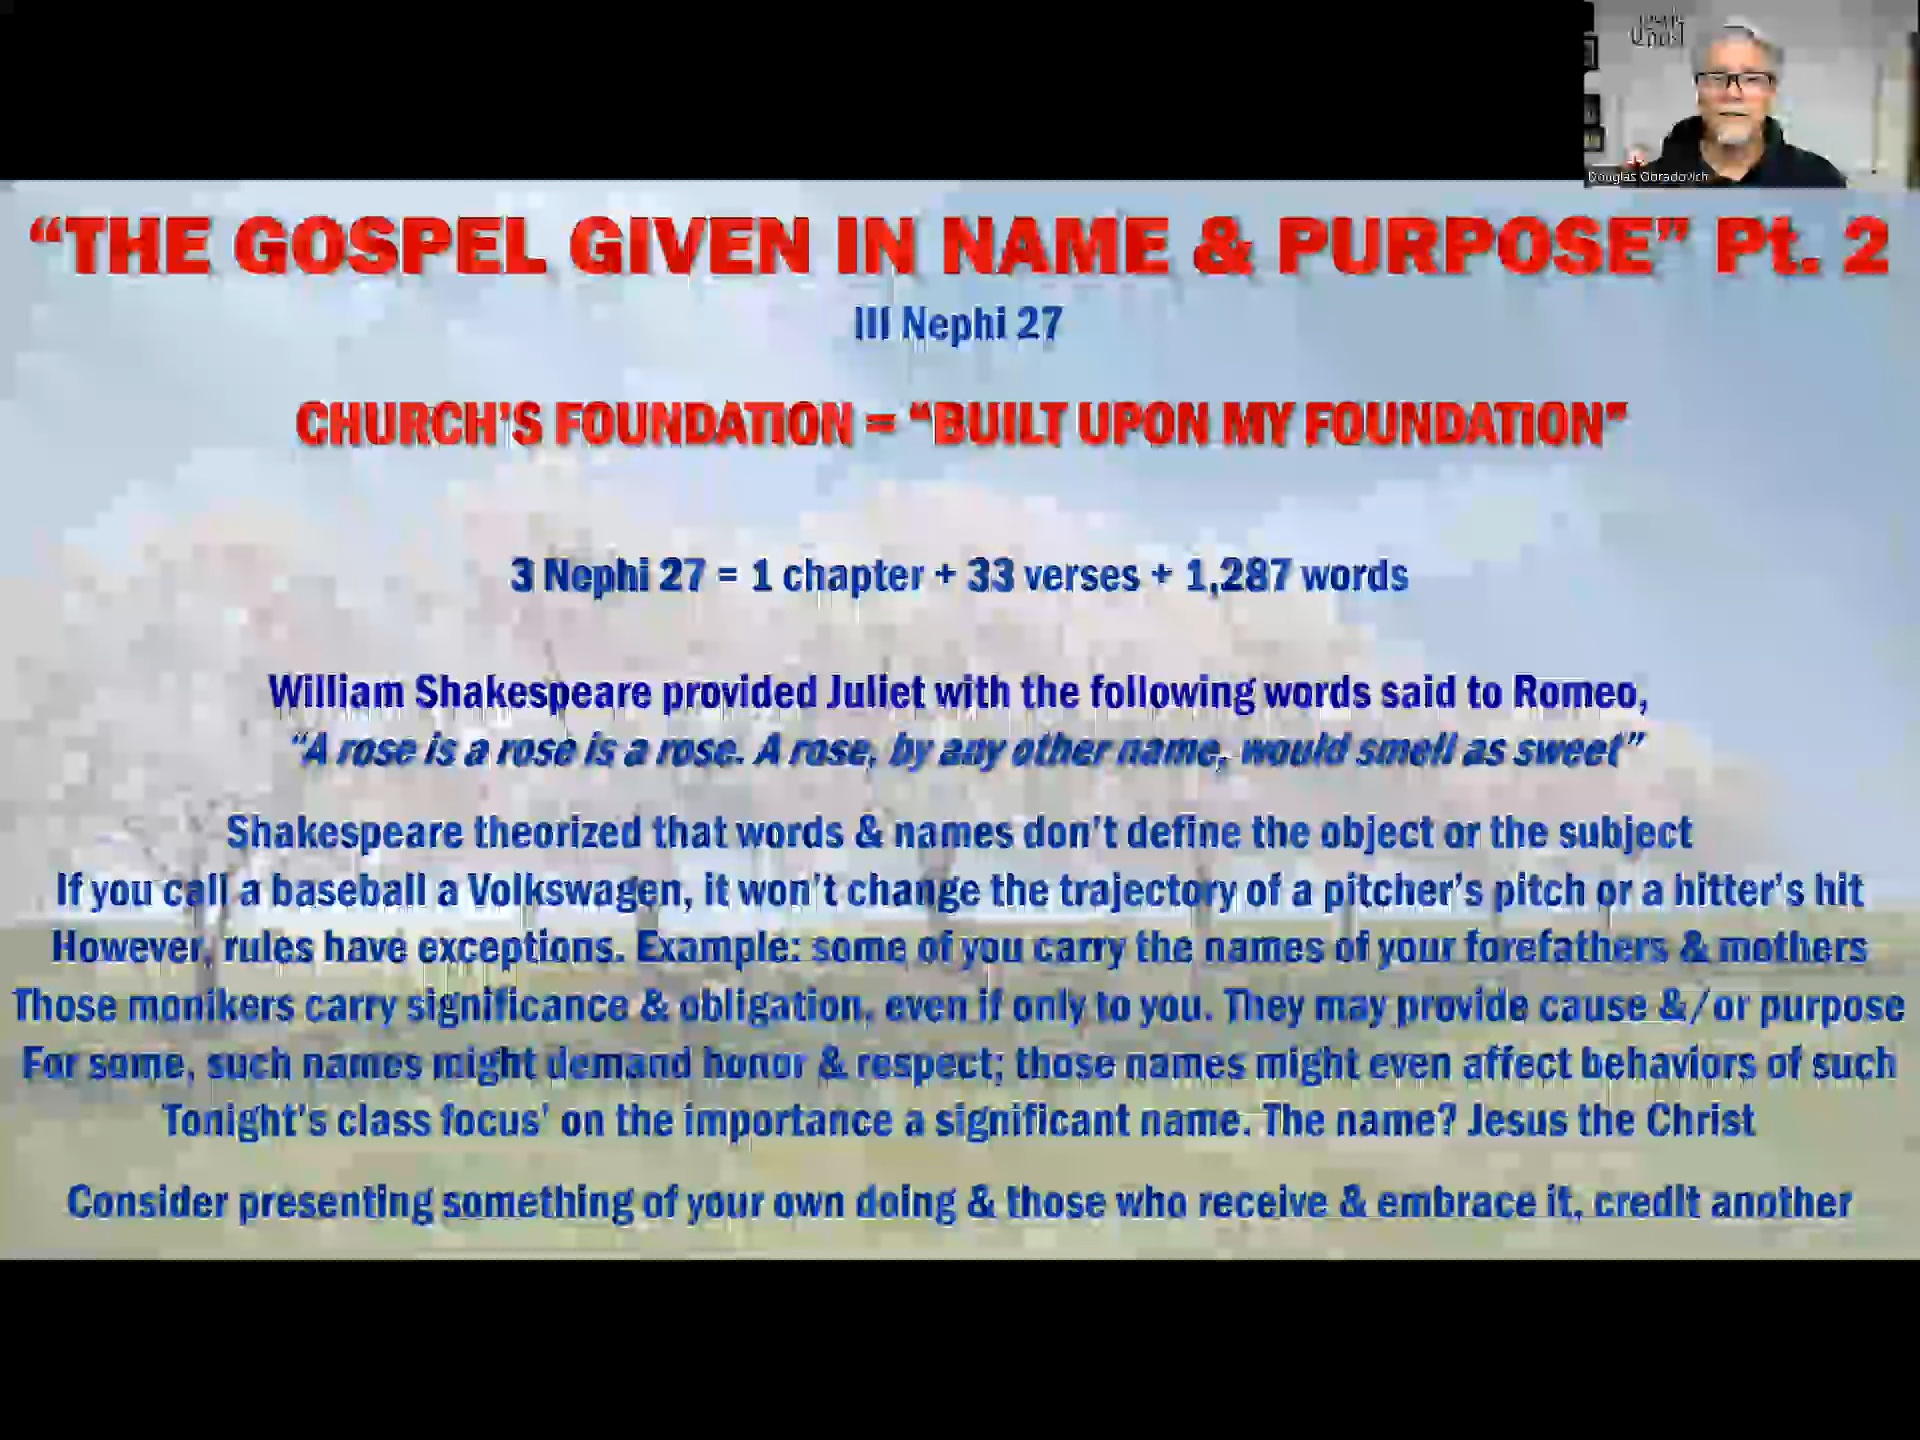 Christ
Douglas Obradovich
“THE GOSPEL GIVEN IN NAME & PURPOSE” Pt. 2
III Nephi 27
CHURCH’S FOUNDATION = “BUILT UPON MY FOUNDATION”
3 Nephi 27 = 1 chapter + 33 verses + 1,287 words
William Shakespeare provided Juliet with the following words said to Romeo,
“A rose is a rose is a rose. A rose, by any other name, would smell as sweet”
Shakespeare theorized that words & names don’t define the object or the subject
If you call a baseball a Volkswagen, it won’t change the trajectory of a pitcher’s pitch or a hitter’s hit
However, rules have exceptions. Example: some of you carry the names of your forefathers & mothers
Those monikers carry significance & obligation, even if only to you. They may provide cause &/or purpose
For some, such names might demand honor & respect; those names might even affect behaviors of such
Tonight’s class focus’ on the importance a significant name. The name? Jesus the Christ
Consider presenting something of your own doing & those who receive & embrace it, credit another